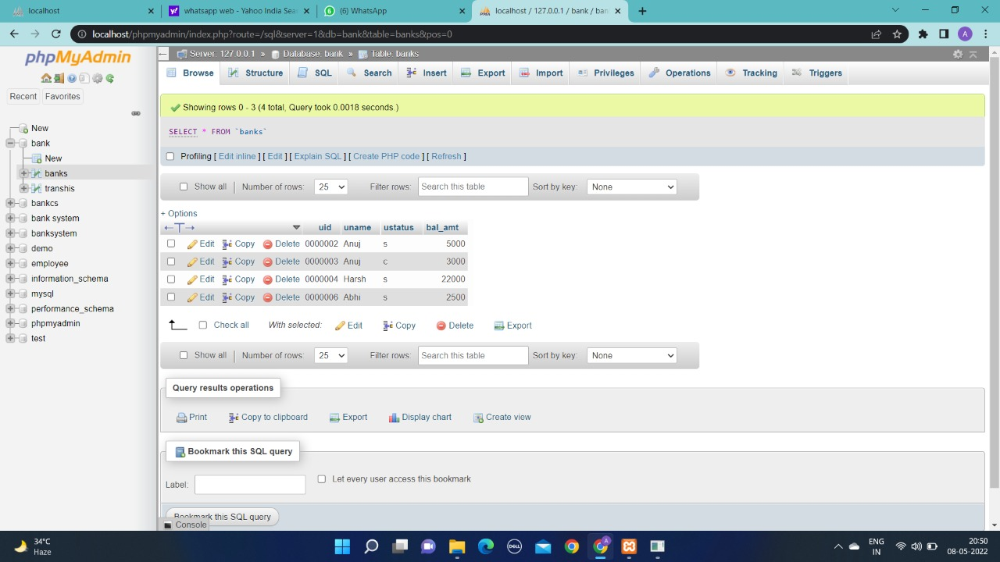 localhost
whatsapp web - Yahoo India Sea
(6) WhatsApp
localhost / 127.0.0.1 / bank / ban
localhost/phpmyadmin/index.php?route=/sql&server=1&db=bank&table=banks&pos=0
A
phpMyAdmin
Recent Favorites
New
bank
New
banks
transhis
bankcs
bank system
banksystem
demo
employee
information_schema
mysql
performance_schema
phpmyadmin
test
Server: 127.0.0.1 » Database: bank » Table: banks
Browse Structure SQL Search Insert Export Import Privileges Operations Tracking Triggers
Showing rows 0 - 3 (4 total, Query took 0.0018 seconds.)
SELECT * FROM `banks`
Profiling [ Edit inline ] [ Edit ] [ Explain SQL ] [ Create PHP code ] [ Refresh ]
Show all | Number of rows: 25 Filter rows: Search this table Sort by key: None
+ Options
←T→ uid uname ustatus bal_amt
Edit Copy Delete 0000002 Anuj s 5000
Edit Copy Delete 0000003 Anuj c 3000
Edit Copy Delete 0000004 Harsh s 22000
Edit Copy Delete 0000006 Abhi s 2500
Check all With selected: Edit Copy Delete Export
Show all | Number of rows: 25 Filter rows: Search this table Sort by key: None
Query results operations
Print Copy to clipboard Export Display chart Create view
Bookmark this SQL query
Label: Let every user access this bookmark
Bookmark this SQL query
Console
34°C
Haze
DELL
A
ENG
IN
20:50
08-05-2022